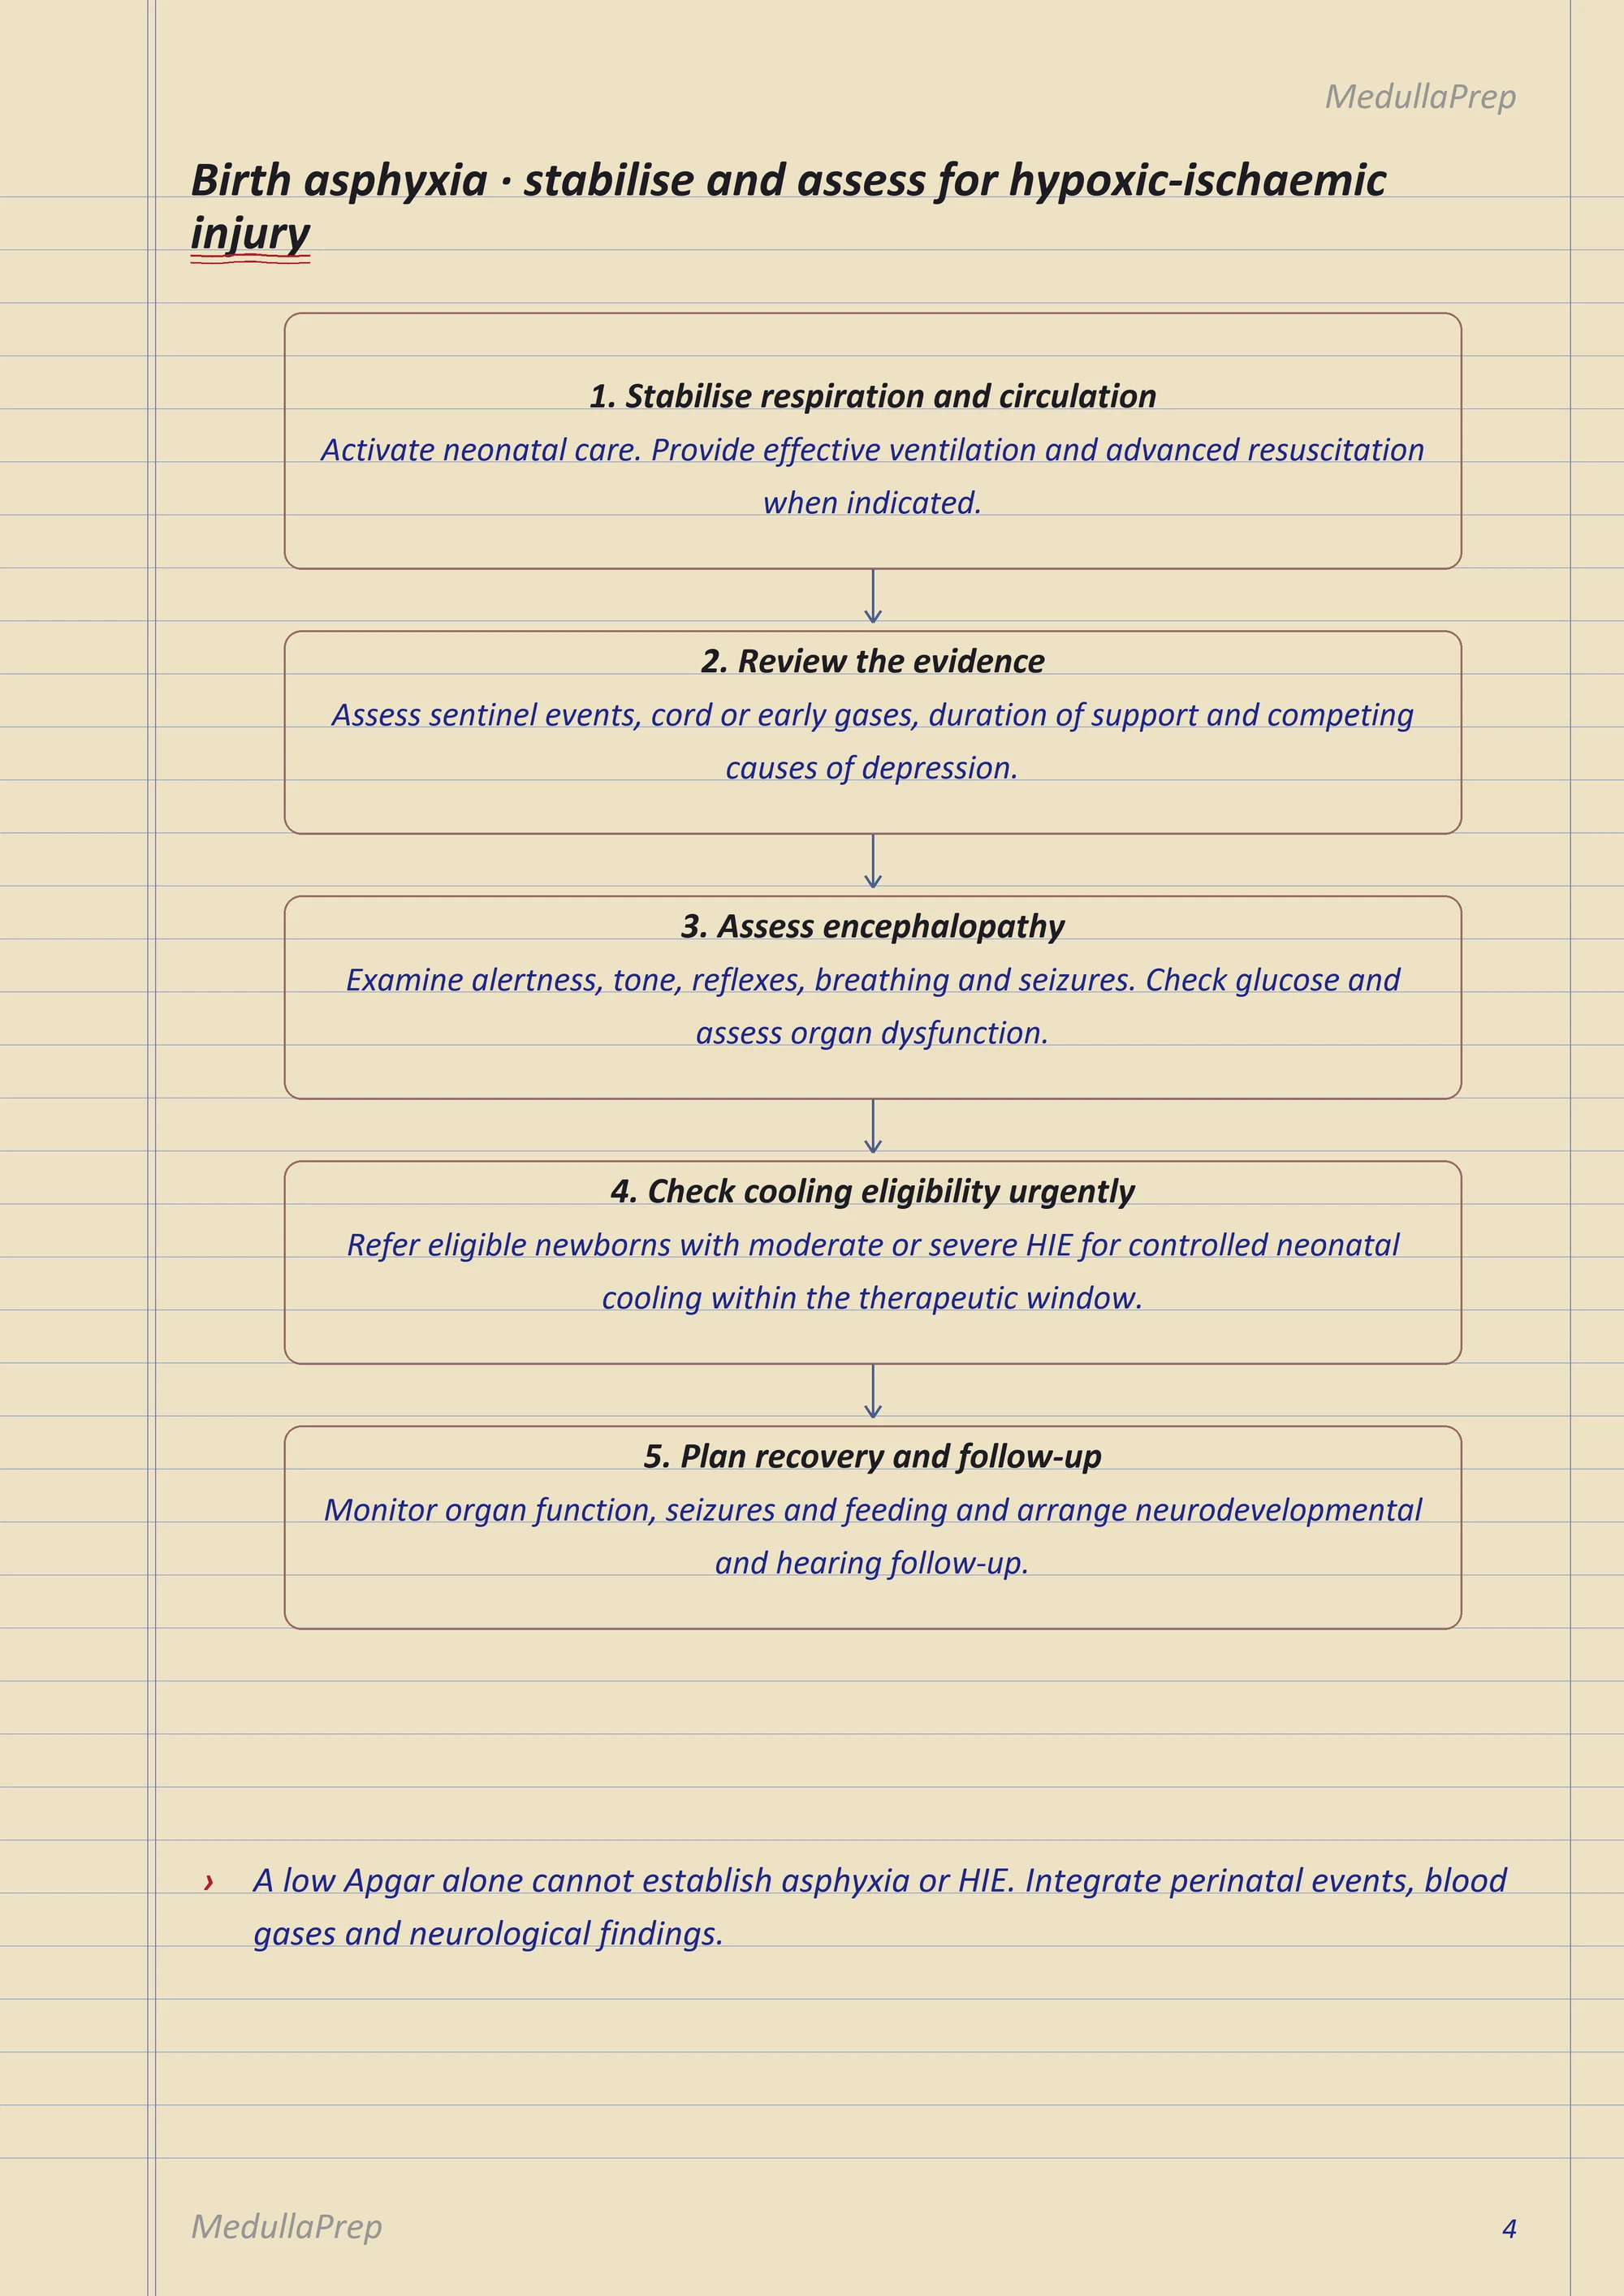 MedullaPrep
Birth asphyxia · stabilise and assess for hypoxic-ischaemic
injury
1. Stabilise respiration and circulation
Activate neonatal care. Provide effective ventilation and advanced resuscitation
when indicated.
2. Review the evidence
Assess sentinel events, cord or early gases, duration of support and competing
causes of depression.
3. Assess encephalopathy
Examine alertness, tone, reflexes, breathing and seizures. Check glucose and
assess organ dysfunction.
4. Check cooling eligibility urgently
Refer eligible newborns with moderate or severe HIE for controlled neonatal
cooling within the therapeutic window.
5. Plan recovery and follow-up
Monitor organ function, seizures and feeding and arrange neurodevelopmental
and hearing follow-up.
› A low Apgar alone cannot establish asphyxia or HIE. Integrate perinatal events, blood
gases and neurological findings.
MedullaPrep
4